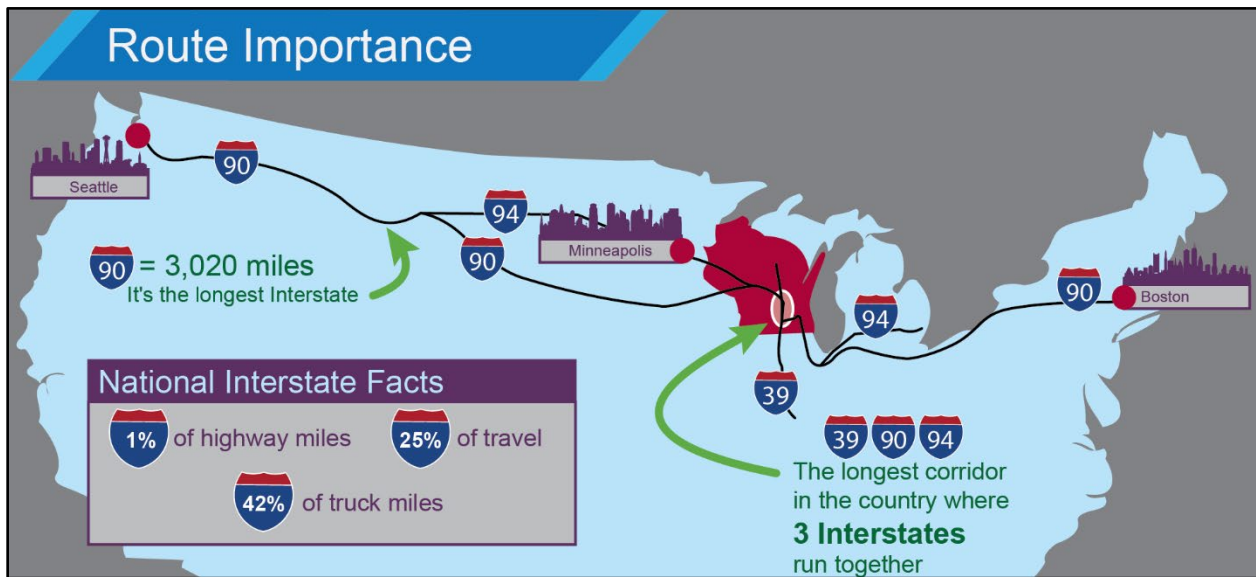 Route Importance
Seattle
90
94
Minneapolis
90
90 = 3,020 miles
It's the longest Interstate
90
Boston
94
39
National Interstate Facts
1% of highway miles
25% of travel
42% of truck miles
39 90 94
The longest corridor
in the country where
3 Interstates
run together